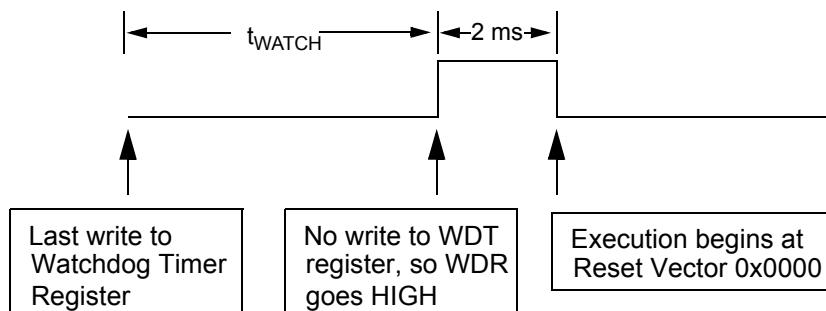 tWATCH
2 ms
Last write to
Watchdog Timer
Register
No write to WDT
register, so WDR
goes HIGH
Execution begins at
Reset Vector 0x0000